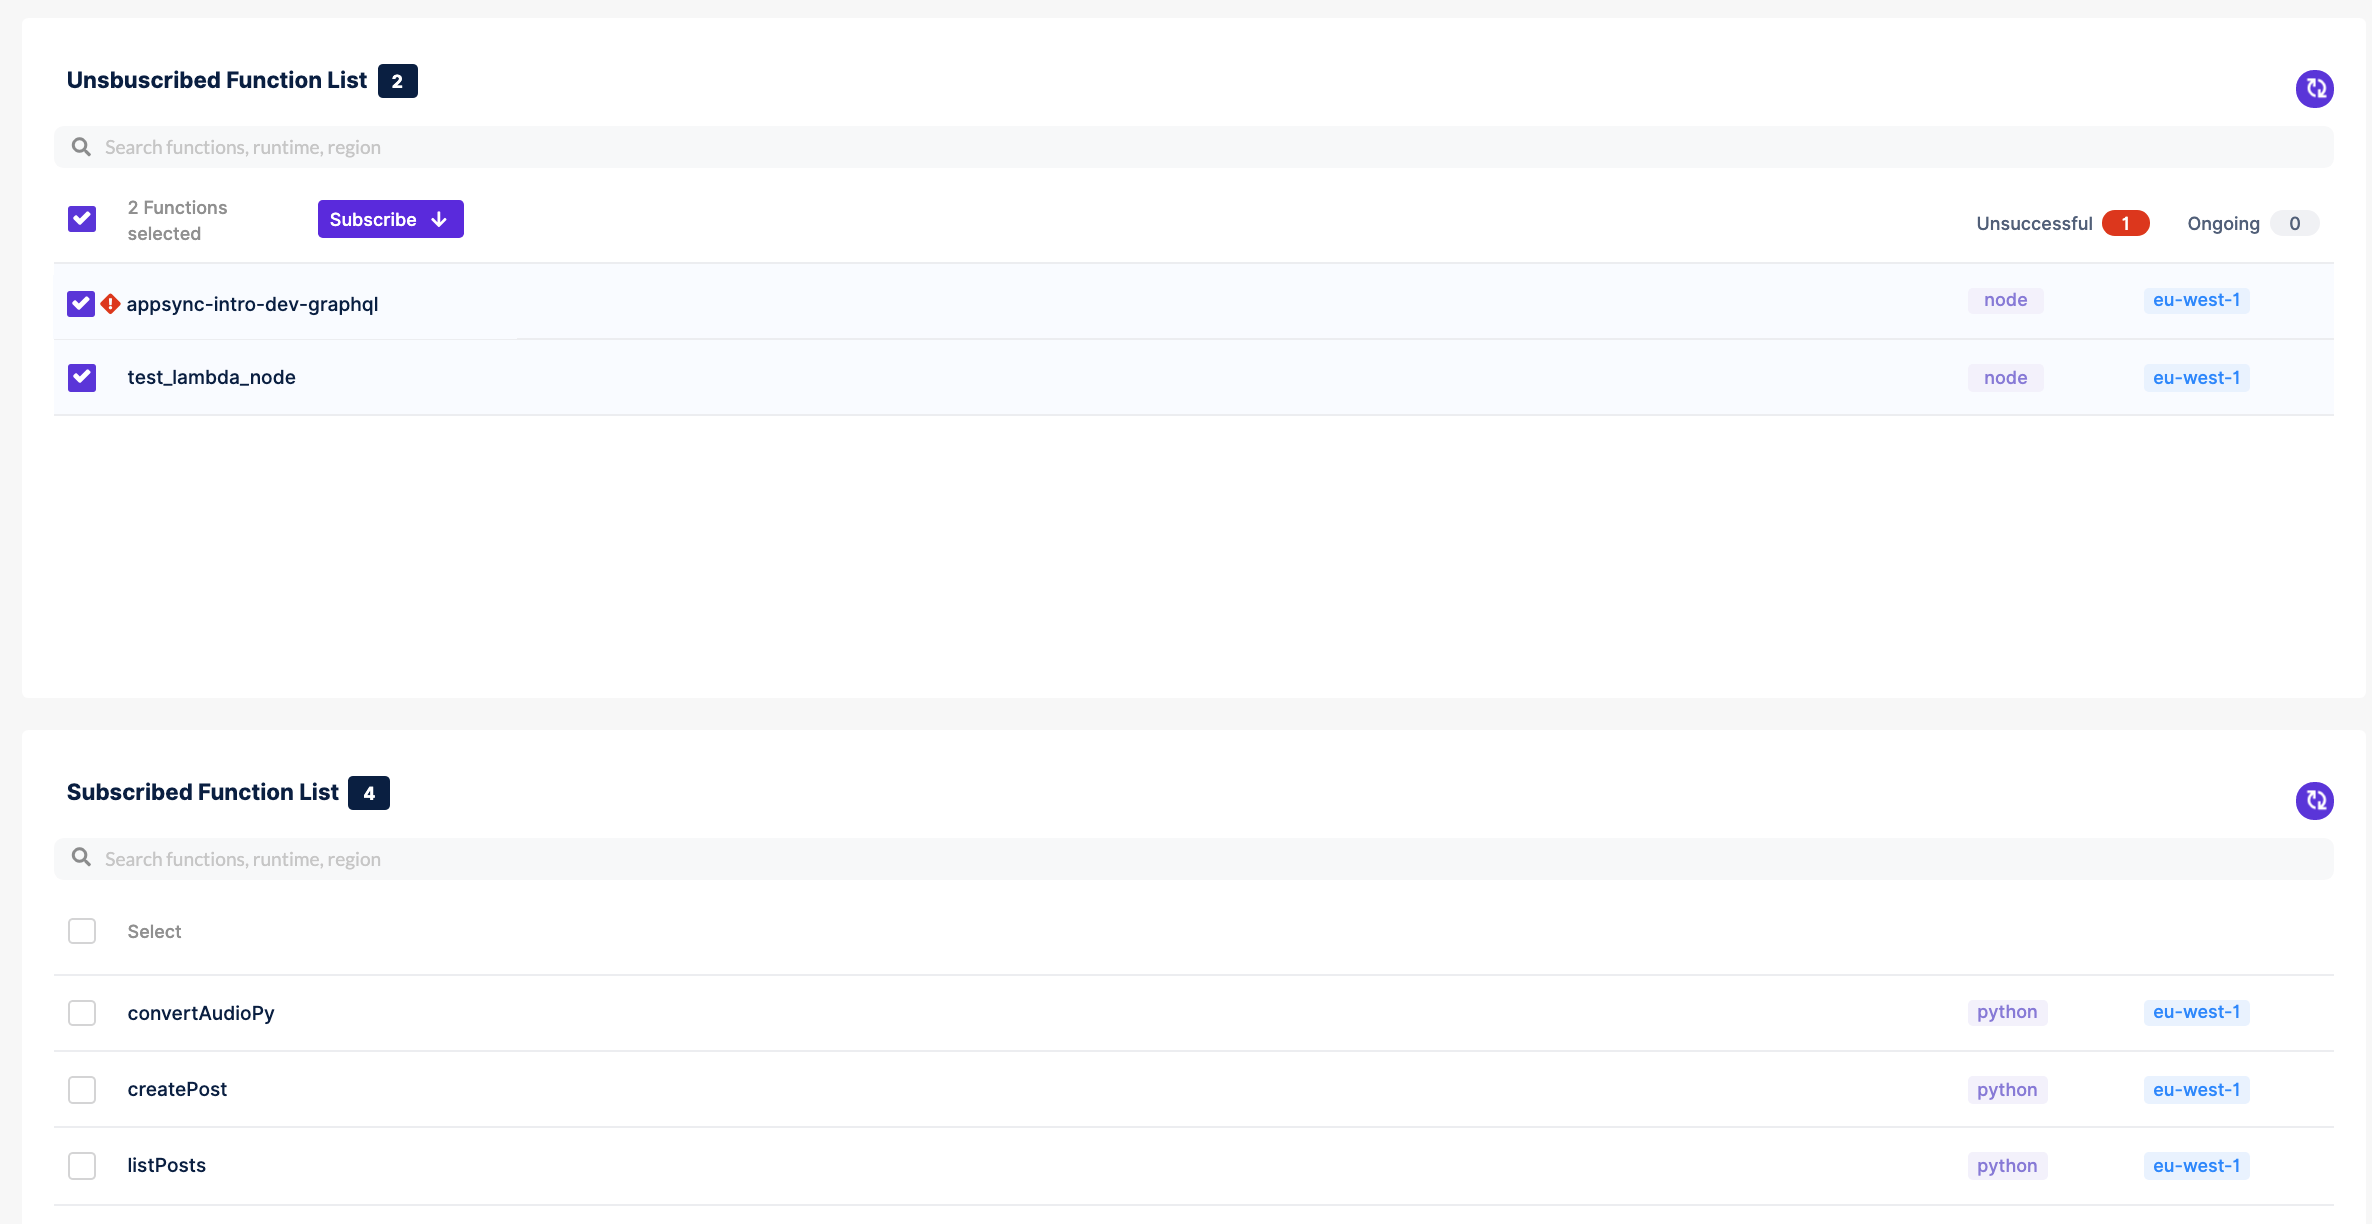 Unsbuscribed Function List 2
Search functions, runtime, region
2 Functions
selected
Subscribe
Unsuccessful 1 Ongoing 0
appsync-intro-dev-graphql node eu-west-1
test_lambda_node node eu-west-1
Subscribed Function List 4
Search functions, runtime, region
Select
convertAudioPy python eu-west-1
createPost python eu-west-1
listPosts python eu-west-1